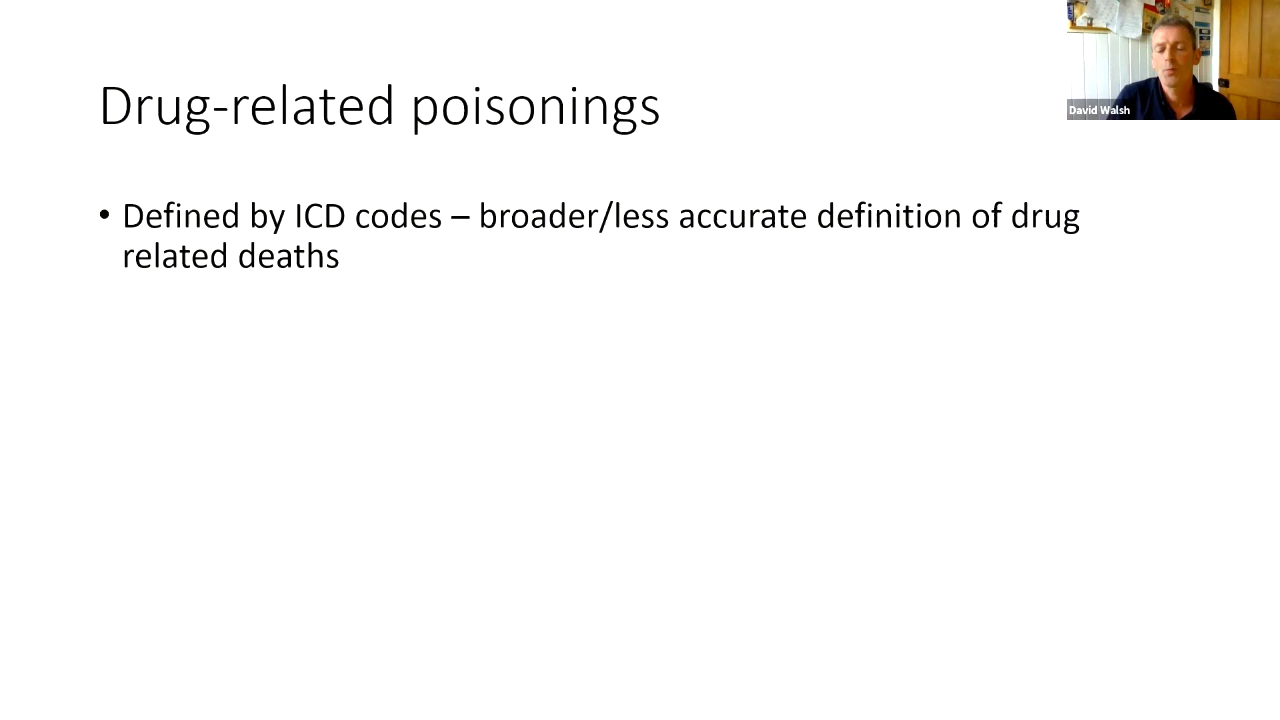 Drug-related poisonings
• Defined by ICD codes – broader/less accurate definition of drug
related deaths
David Walsh